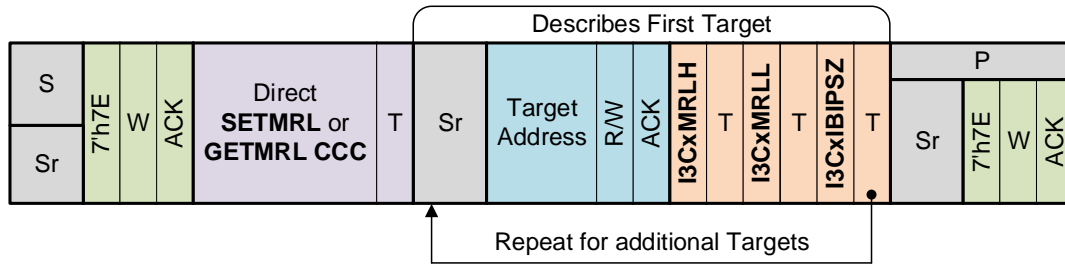 Describes First Target
S
Sr
7'h7E
W
ACK
Direct
SETMRL or
GETMRL CCC
T
Sr
Target
Address
R/W
ACK
I3CxMRLH
T
I3CxMRLL
T
I3CxIBIPSZ
T
P
Sr
7'h7E
W
ACK
Repeat for additional Targets